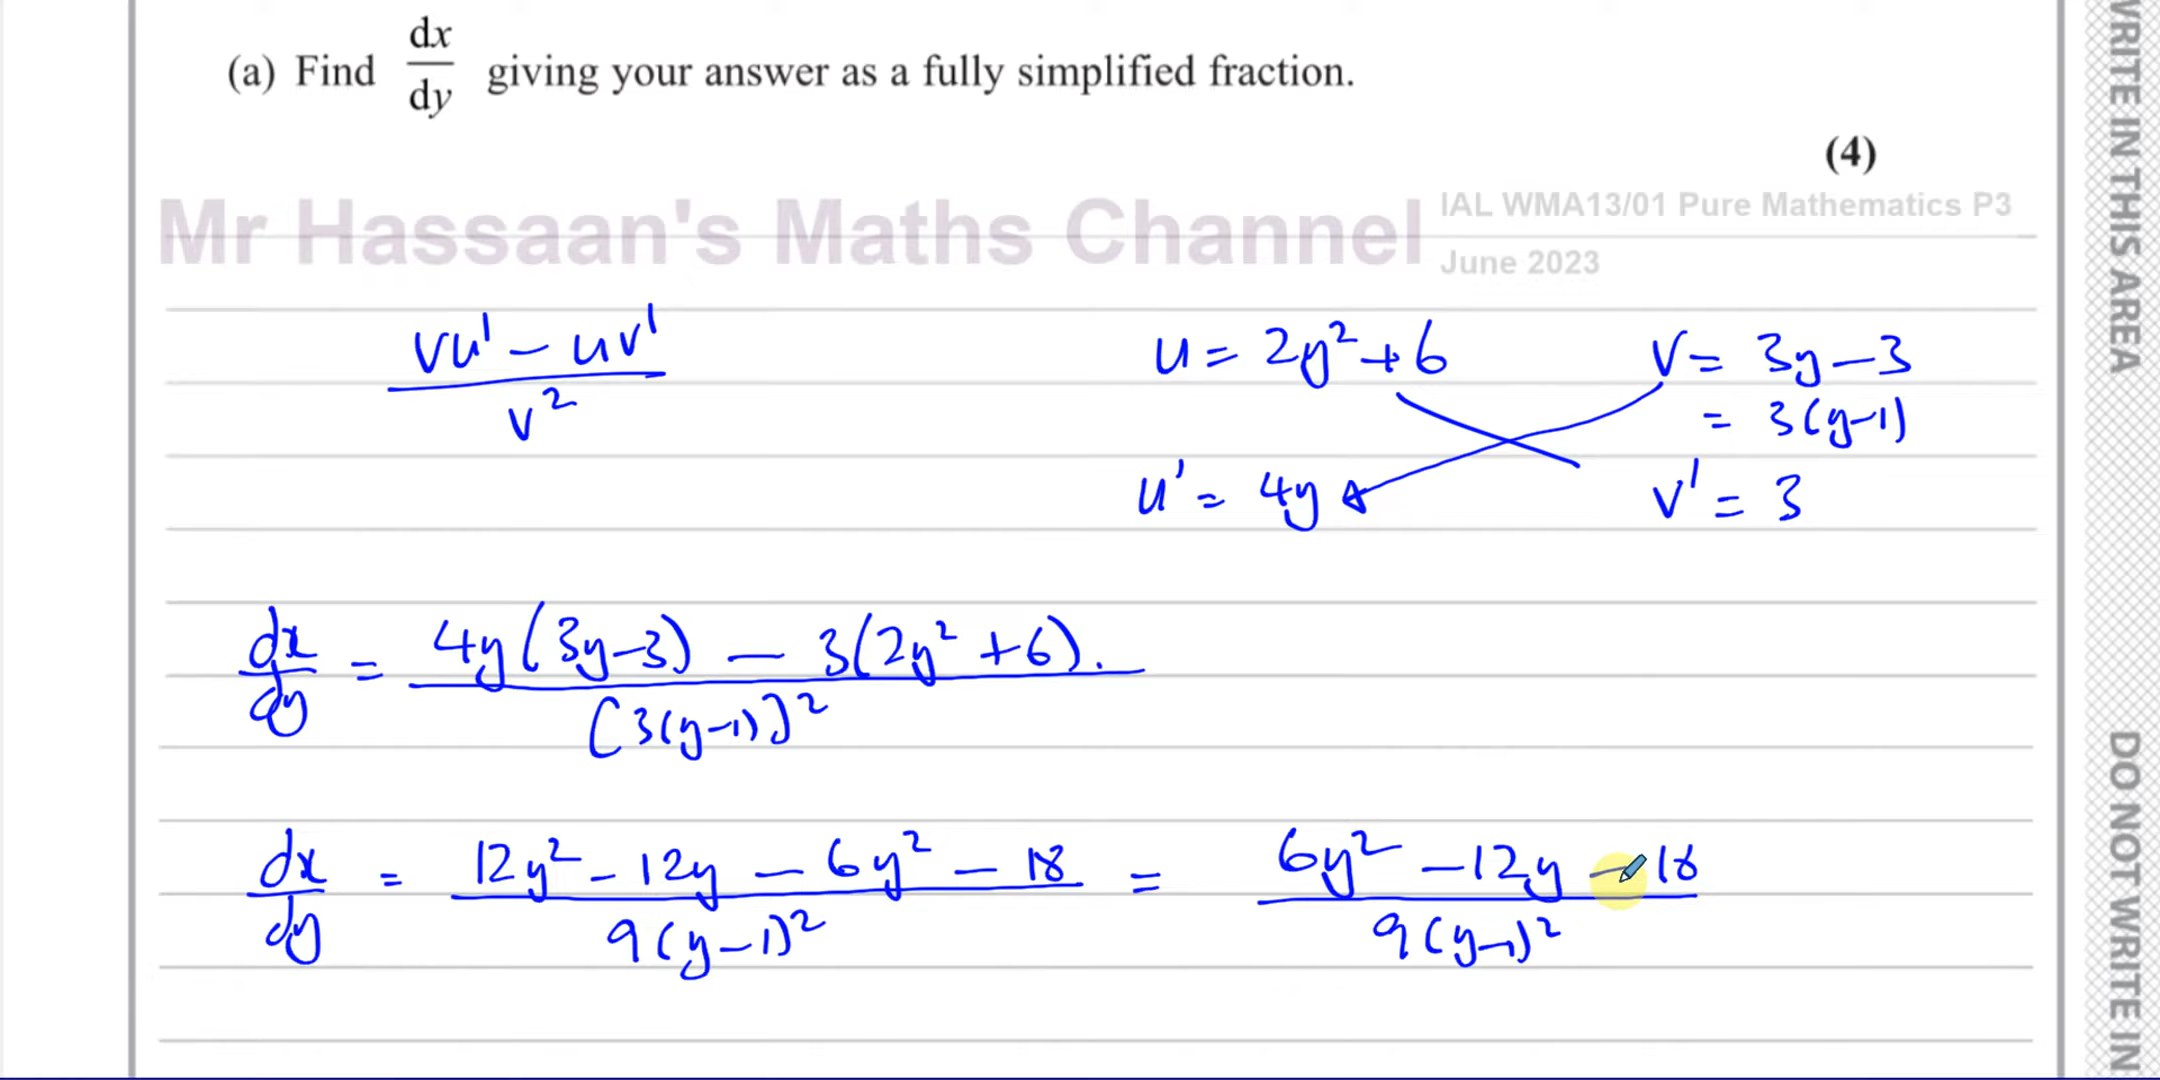 (a) Find dx/dy giving your answer as a fully simplified fraction.
(4)
Mr Hassaan's Maths Channel
IAL WMA13/01 Pure Mathematics P3
June 2023
(vu' - uv')/v²
u = 2y² + 6
v = 3y - 3
= 3(y-1)
u' = 4y
v' = 3
dx/dy = (4y(3y-3) - 3(2y² + 6).)/[3(y-1)]²
dx/dy = (12y² - 12y - 6y² - 18)/9(y-1)² = (6y² - 12y - 18)/9(y-1)²
WRITE IN THIS AREA
DO NOT WRITE IN